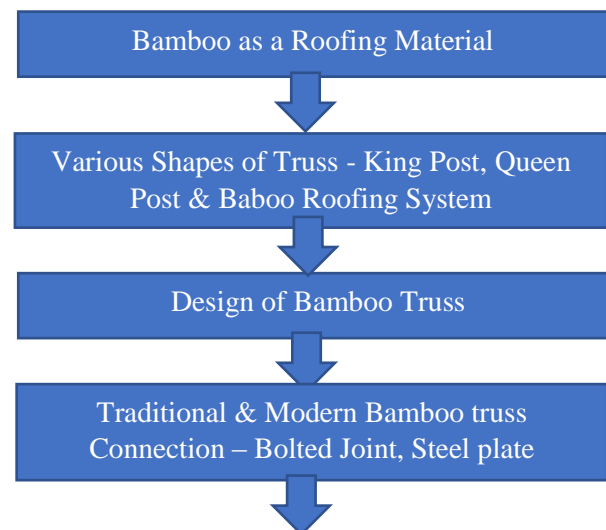 Bamboo as a Roofing Material
Various Shapes of Truss - King Post, Queen
Post & Baboo Roofing System
Design of Bamboo Truss
Traditional & Modern Bamboo truss
Connection – Bolted Joint, Steel plate